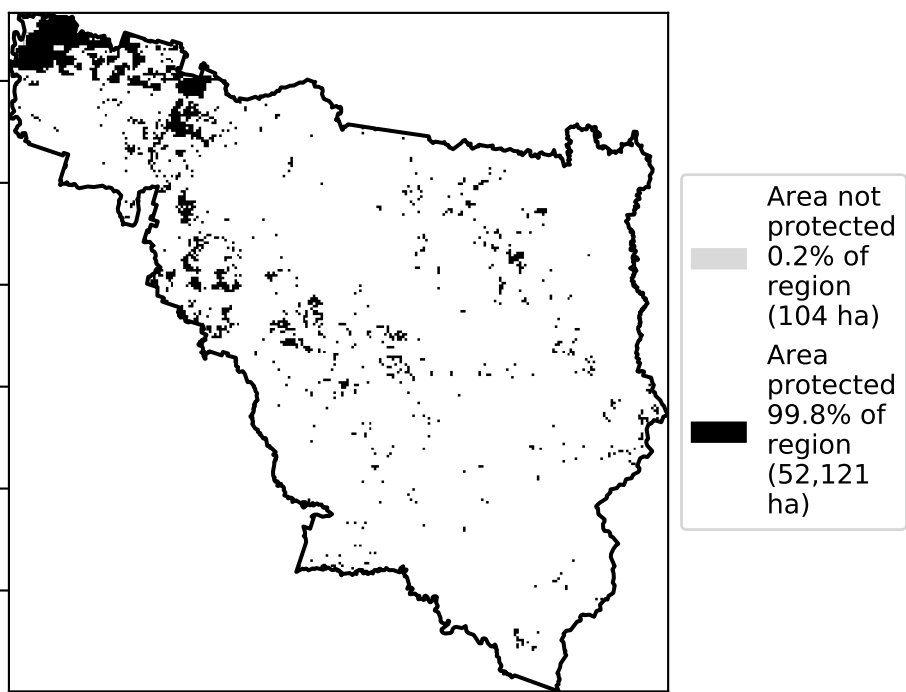 Area not
protected
0.2% of
region
(104 ha)
Area
protected
99.8% of
region
(52,121
ha)